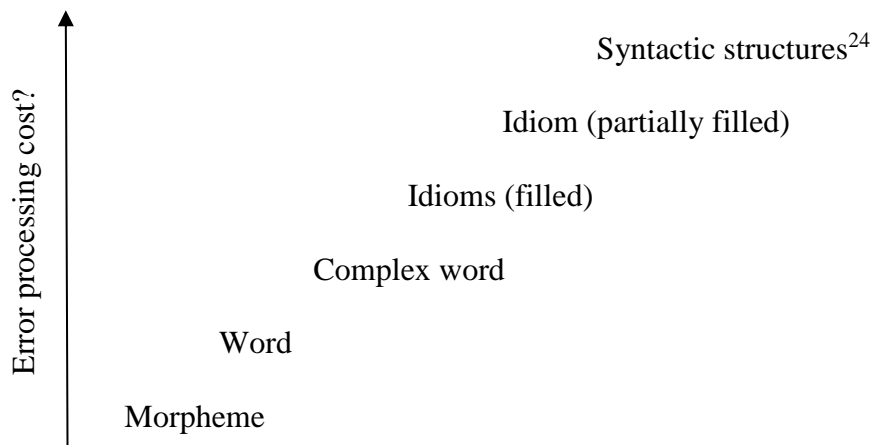 Error processing cost?
Syntactic structures²⁴
Idiom (partially filled)
Idioms (filled)
Complex word
Word
Morpheme